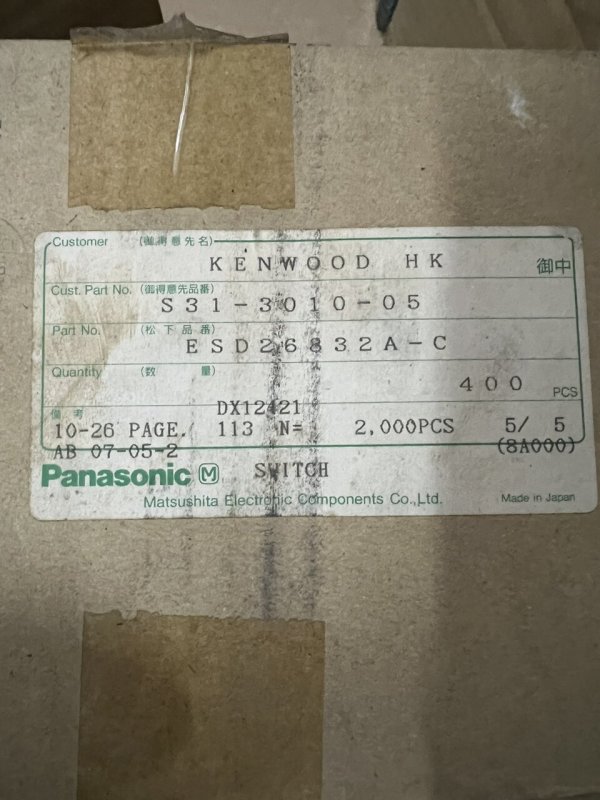 Customer (御得意先名)
KENWOOD HK 御中
Cust. Part No. (御得意先品番)
S31-3010-05
Part No. (松下品番)
ESD26832A-C
Quantity (数 量)
400 PCS
備考 DX12421
10-26 PAGE. 113 N= 2,000PCS 5/ 5
AB 07-05-2 (8A000)
Panasonic M SWITCH
Matsushita Electronic Components Co.,Ltd. Made in Japan